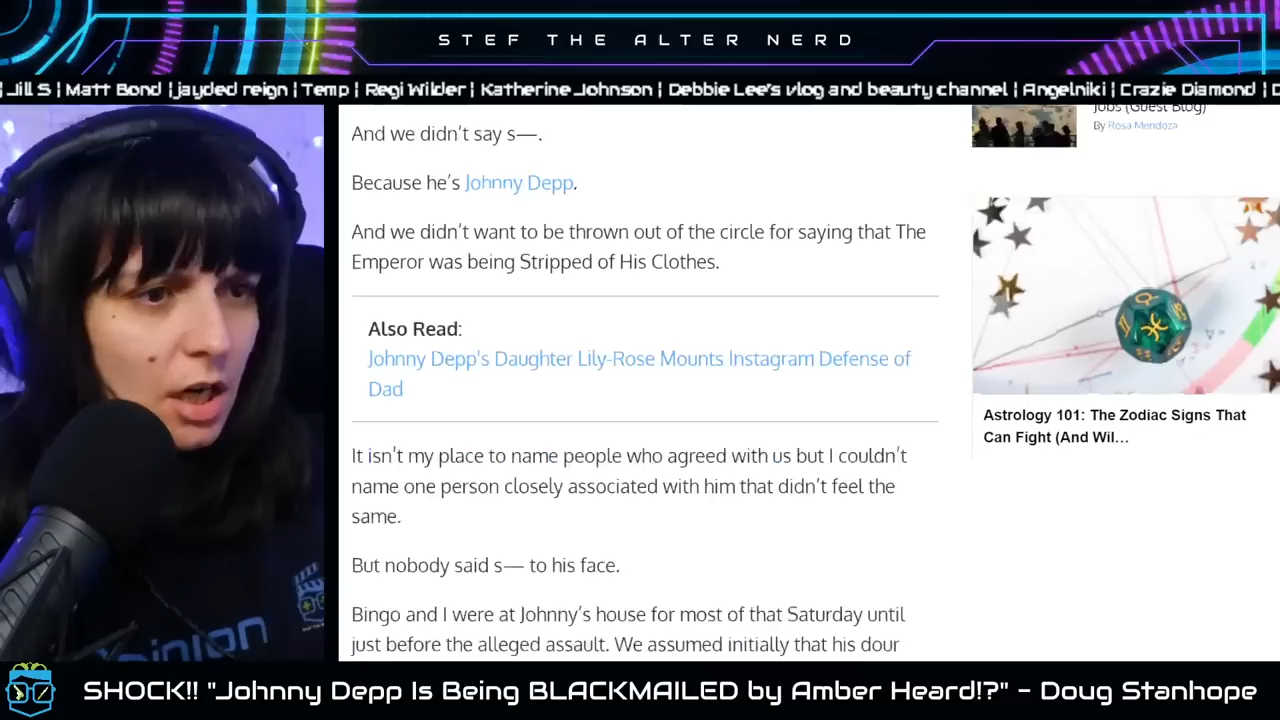 STEF THE ALTER NERD
| Jill S | Matt Bond | jayded reign | Temp | Regi Wilder | Katherine Johnson | Debbie Lee's vlog and beauty channel | Angelniki | Crazie Diamond |
And we didn't say s—.
Because he's Johnny Depp.
And we didn't want to be thrown out of the circle for saying that The
Emperor was being Stripped of His Clothes.
Also Read:
Johnny Depp's Daughter Lily-Rose Mounts Instagram Defense of
Dad
It isn't my place to name people who agreed with us but I couldn't
name one person closely associated with him that didn't feel the
same.
But nobody said s— to his face.
Bingo and I were at Johnny's house for most of that Saturday until
just before the alleged assault. We assumed initially that his dour
Jobs (Guest Blog)
By Rosa Mendoza
Astrology 101: The Zodiac Signs That
Can Fight (And Wil...
pinion
SHOCK!! "Johnny Depp Is Being BLACKMAILED by Amber Heard!?" - Doug Stanhope